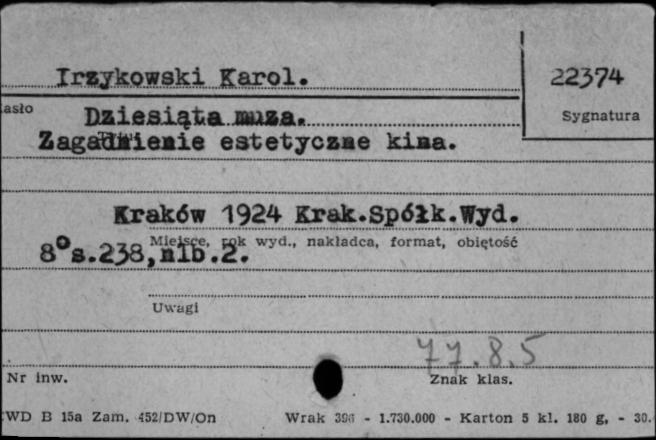 Irzykowski Karol.
22374
asło
Dziesiąta muza.
Sygnatura
Zagadnienie estetyczne kina.
Kraków 1924 Krak.Spółk.Wyd.
Miejsce, rok wyd., nakładca, format, objętość
8° s.238,nlb.2.
Uwagi
77.8.5
Nr inw.
Znak klas.
CWD B 15a Zam. 452/DW/On Wrak 396 - 1.730.000 - Karton 5 kl. 180 g, - 30.